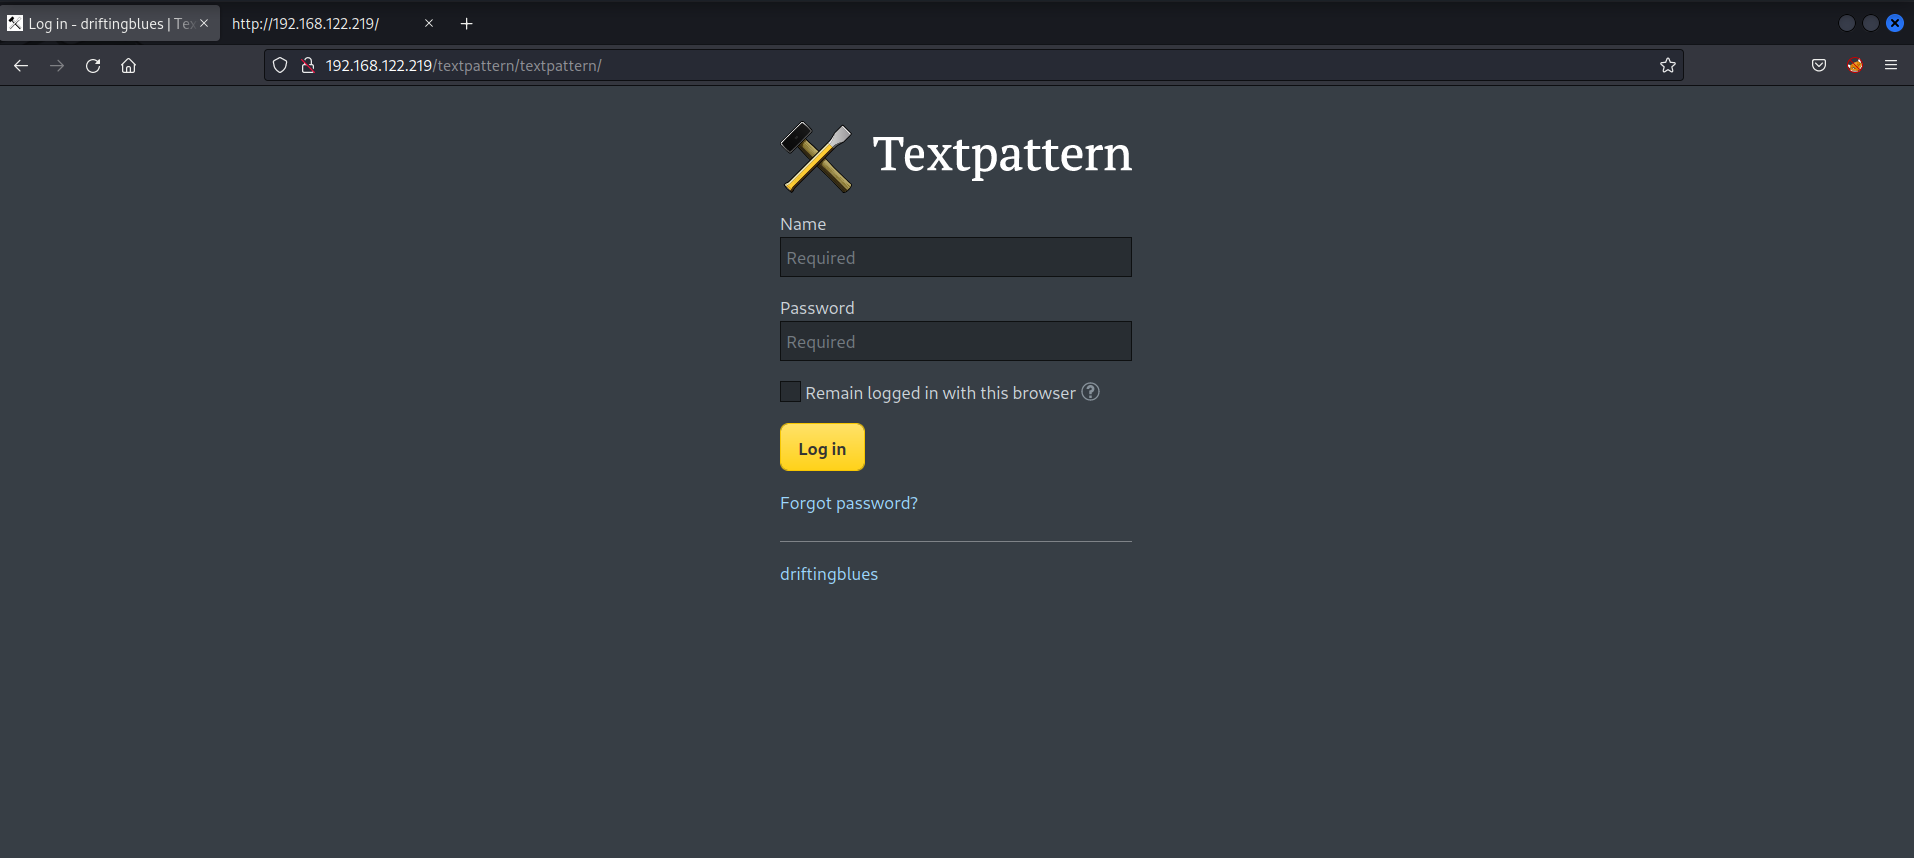 Log in - driftingblues | Tex
http://192.168.122.219/
192.168.122.219/textpattern/textpattern/
Textpattern
Name
Required
Password
Required
Remain logged in with this browser ?
Log in
Forgot password?
driftingblues